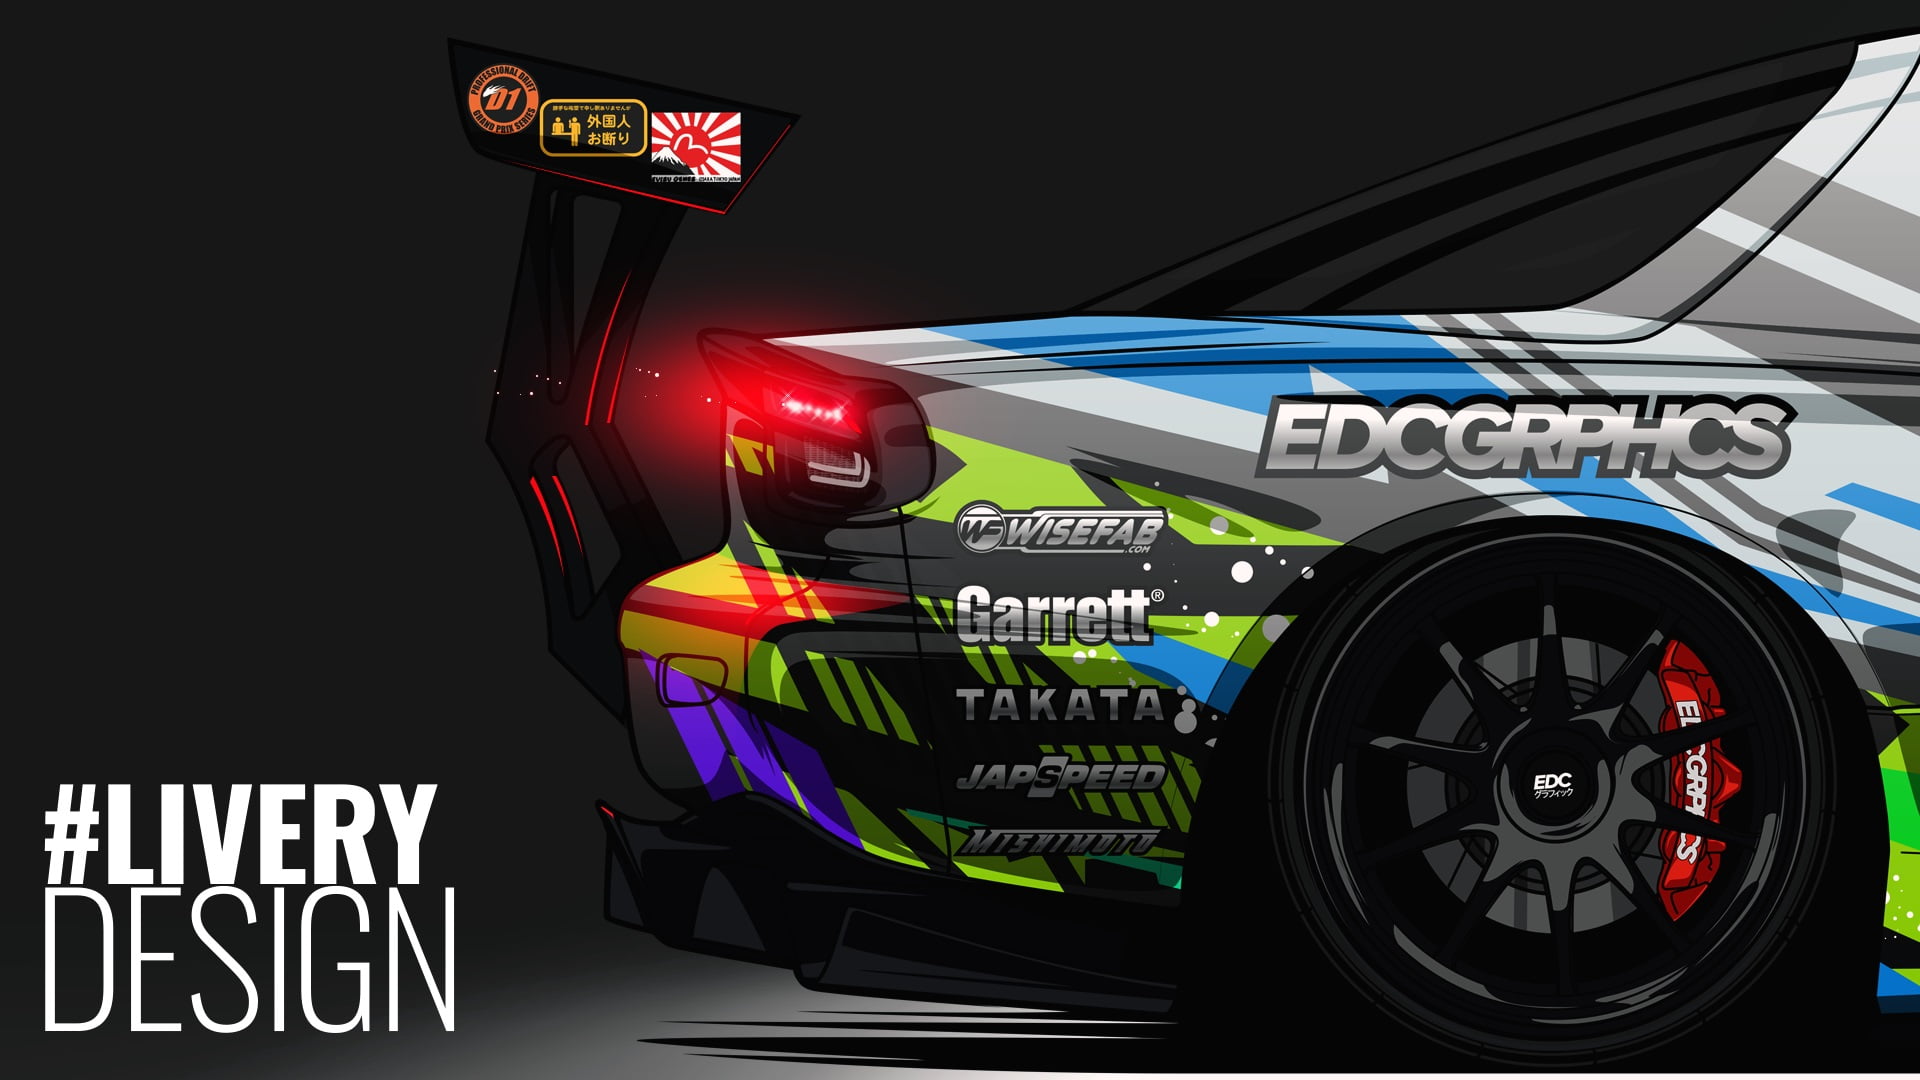 PROFESSIONAL DRIFT
D1
GRAND PRIX SERIES
外国人
お断り
EDCGRPHCS
WISEFAB
.COM
Garrett®
TAKATA
JAPSPEED
MISHIMOTO
EDC
グラフィック
EDCGRPHCS
#LIVERY
DESIGN